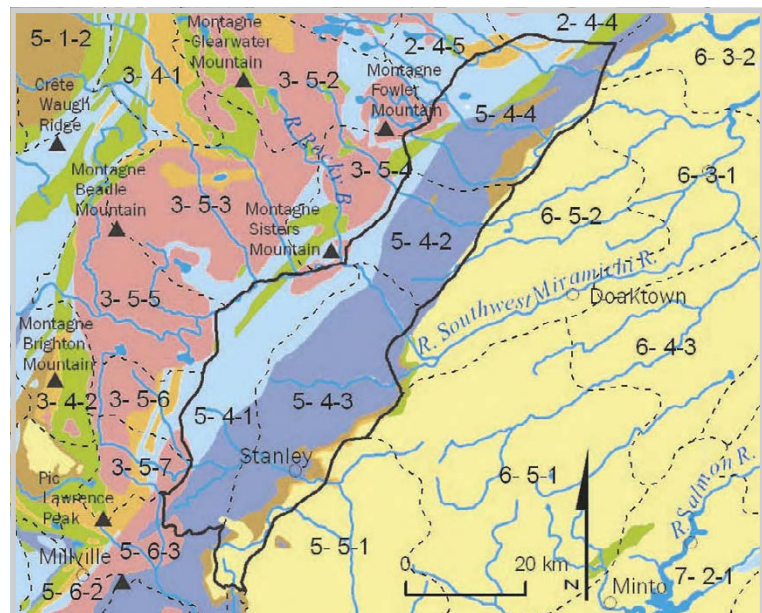 5- 1-2
Crête
Waugh
Ridge
3- 4-1
Montagne
Clearwater
Mountain
3- 5-2
2- 4-5
2- 4-4
6- 3-2
Montagne
Fowler
Mountain
R. Rocky B.
5- 4-4
3- 5-4
6- 3-1
Montagne
Beadle
Mountain
3- 5-3
Montagne
Sisters
Mountain
6- 5-2
5- 4-2
R. Southwest Miramichi R.
Doaktown
3- 5-5
Montagne
Brighton
Mountain
6- 4-3
3- 4-2
3- 5-6
5- 4-1
5- 4-3
Stanley
3- 5-7
6- 5-1
Pic
Lawrence
Peak
R. Salmon R.
5- 6-3
Millville
5- 6-2
5- 5-1
0
20 km
N
Minto
7- 2-1